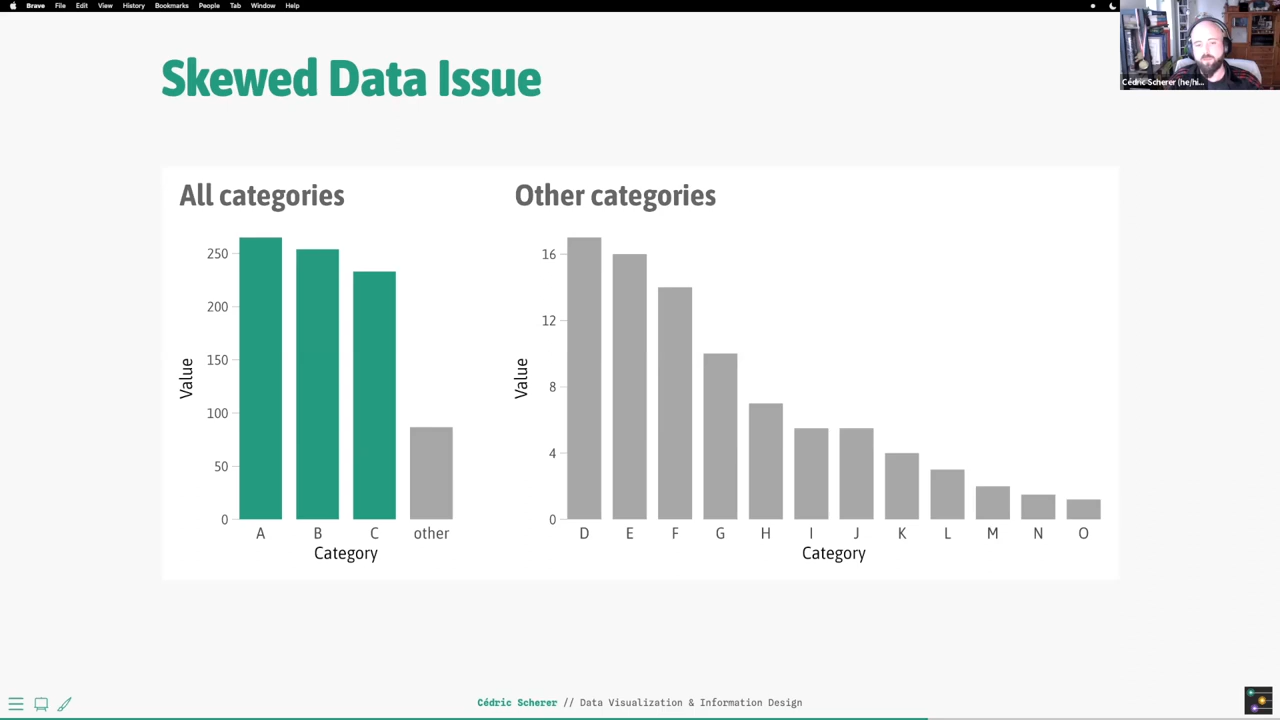 Brave File Edit View History Bookmarks People Tab Window Help
Cédric Scherer (he/hi...
Skewed Data Issue
All categories
250
200
150
100
50
0
Value
A B C other
Category
Other categories
16
12
8
4
0
Value
D E F G H I J K L M N O
Category
Cédric Scherer // Data Visualization & Information Design